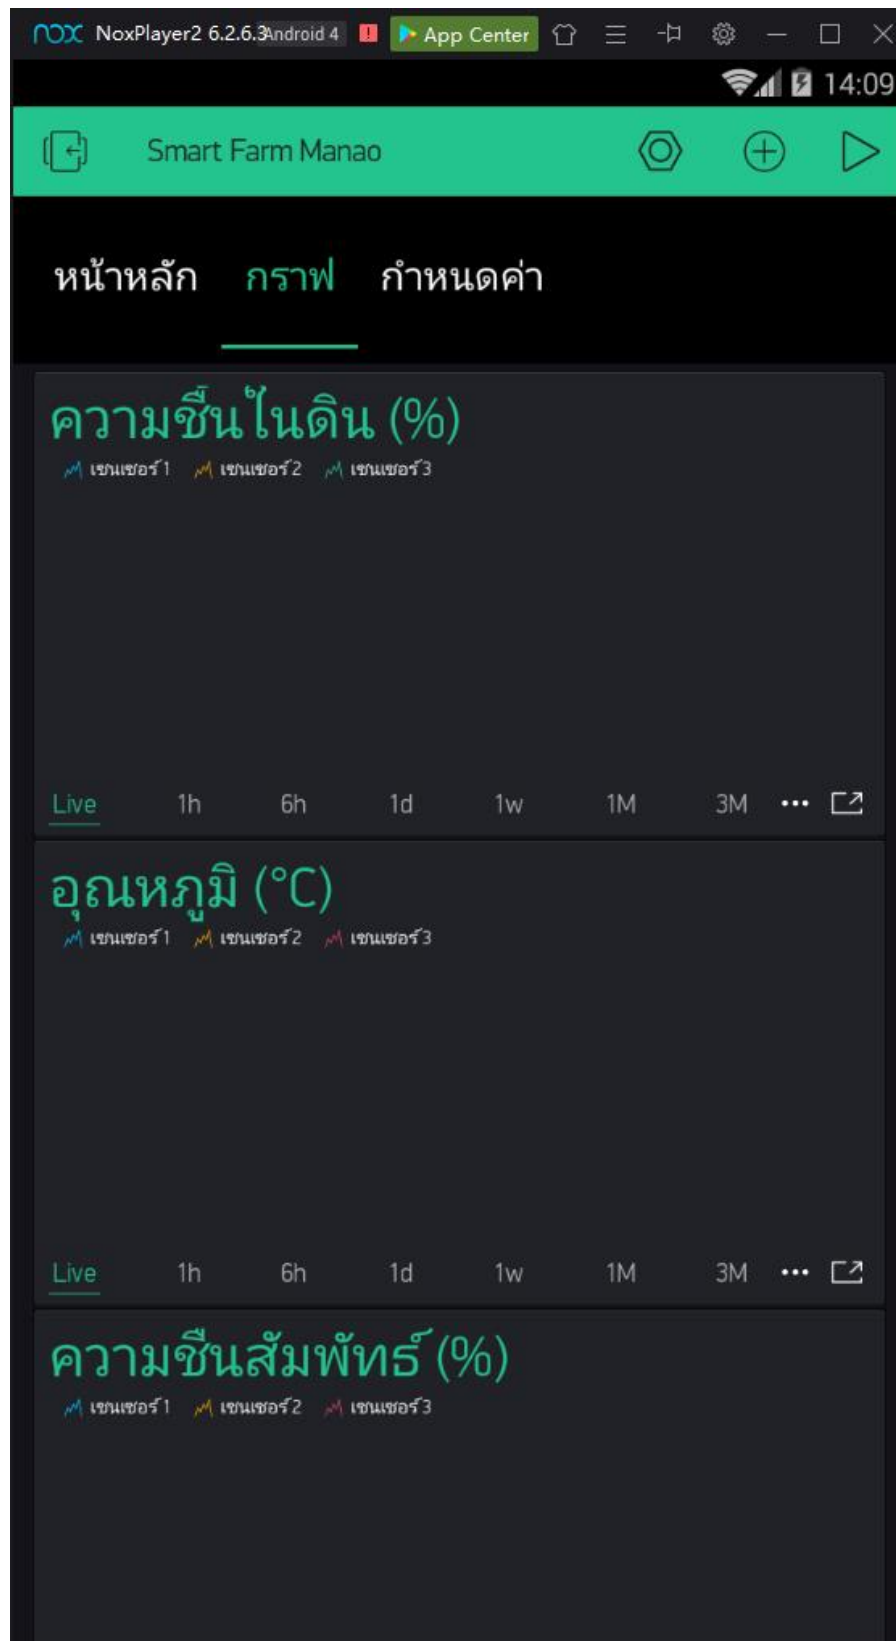 nox NoxPlayer2 6.2.6.3 Android 4 App Center
14:09
Smart Farm Manao
หน้าหลัก กราฟ กำหนดค่า
ความชื้นในดิน (%)
เซนเซอร์ 1 เซนเซอร์ 2 เซนเซอร์ 3
Live 1h 6h 1d 1w 1M 3M ...
อุณหภูมิ (°C)
เซนเซอร์ 1 เซนเซอร์ 2 เซนเซอร์ 3
Live 1h 6h 1d 1w 1M 3M ...
ความชืนสัมพัทธ์ (%)
เซนเซอร์ 1 เซนเซอร์ 2 เซนเซอร์ 3